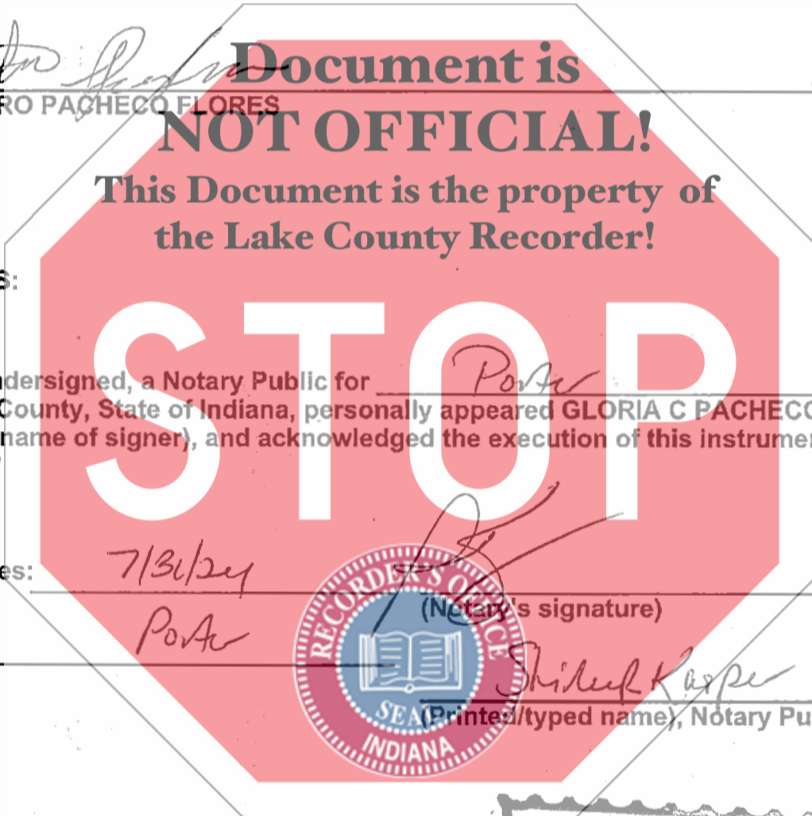 Document is
RO PACHECO FLORES
NOT OFFICIAL!
This Document is the property of
the Lake County Recorder!
S:
STOP
dersigned, a Notary Public for Porter
County, State of Indiana, personally appeared GLORIA C PACHECO
name of signer), and acknowledged the execution of this instrume
es: 7/31/24
(Notary's signature)
Porter
RECORDER'S OFFICE
SEAL
INDIANA
Kasper
(Printed/typed name), Notary Pu